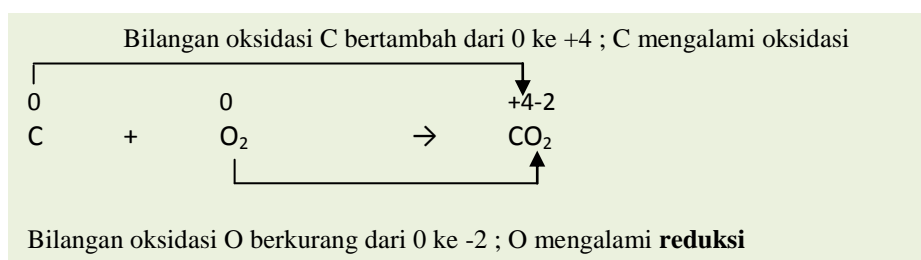 Bilangan oksidasi C bertambah dari 0 ke +4 ; C mengalami oksidasi
0 0 +4-2
C + O₂ → CO₂
Bilangan oksidasi O berkurang dari 0 ke -2 ; O mengalami reduksi